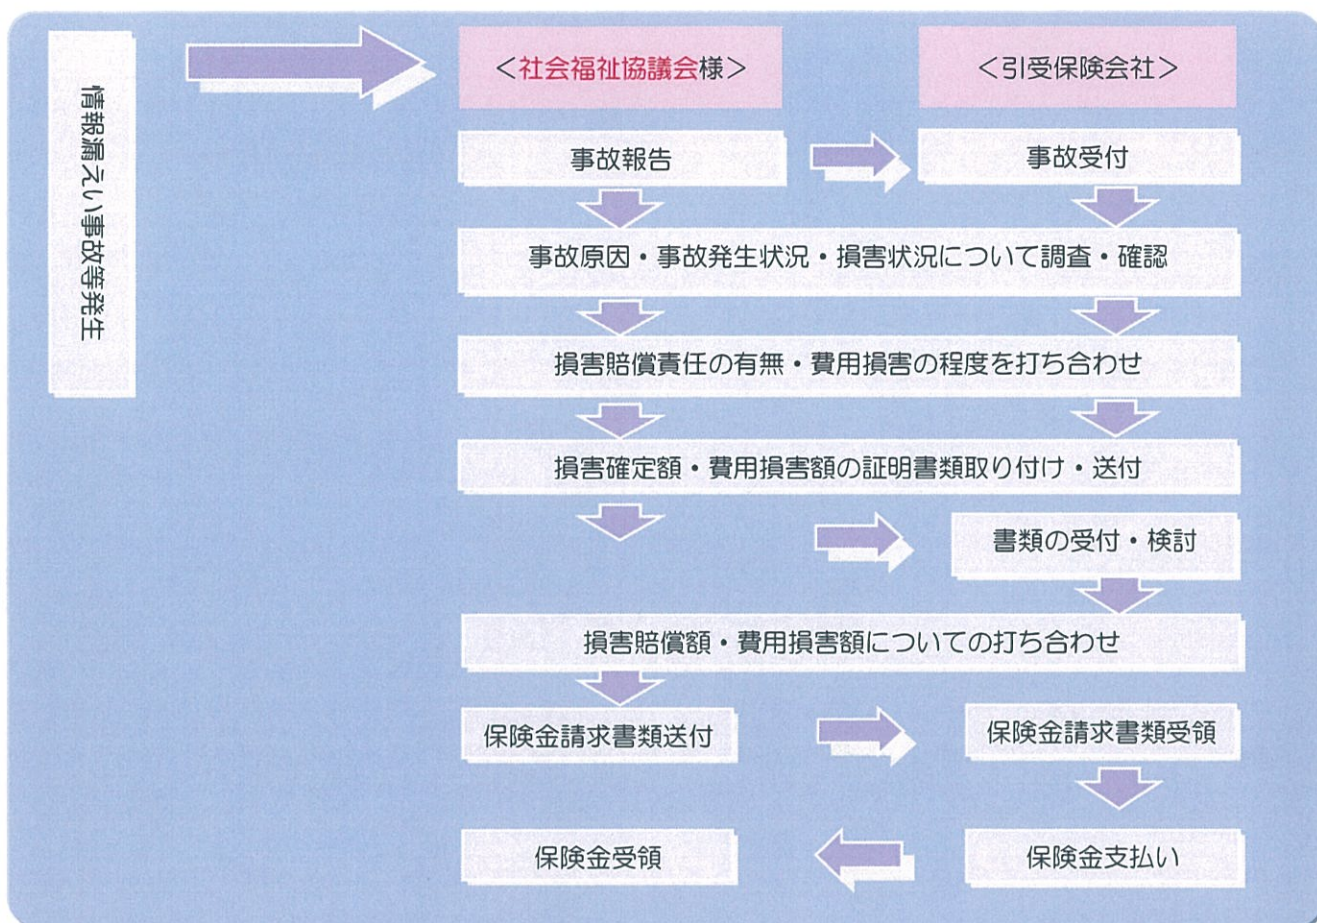 情報漏えい事故等発生
＜社会福祉協議会様＞
＜引受保険会社＞
事故報告
事故受付
事故原因・事故発生状況・損害状況について調査・確認
損害賠償責任の有無・費用損害の程度を打ち合わせ
損害確定額・費用損害額の証明書類取り付け・送付
書類の受付・検討
損害賠償額・費用損害額についての打ち合わせ
保険金請求書類送付
保険金請求書類受領
保険金受領
保険金支払い